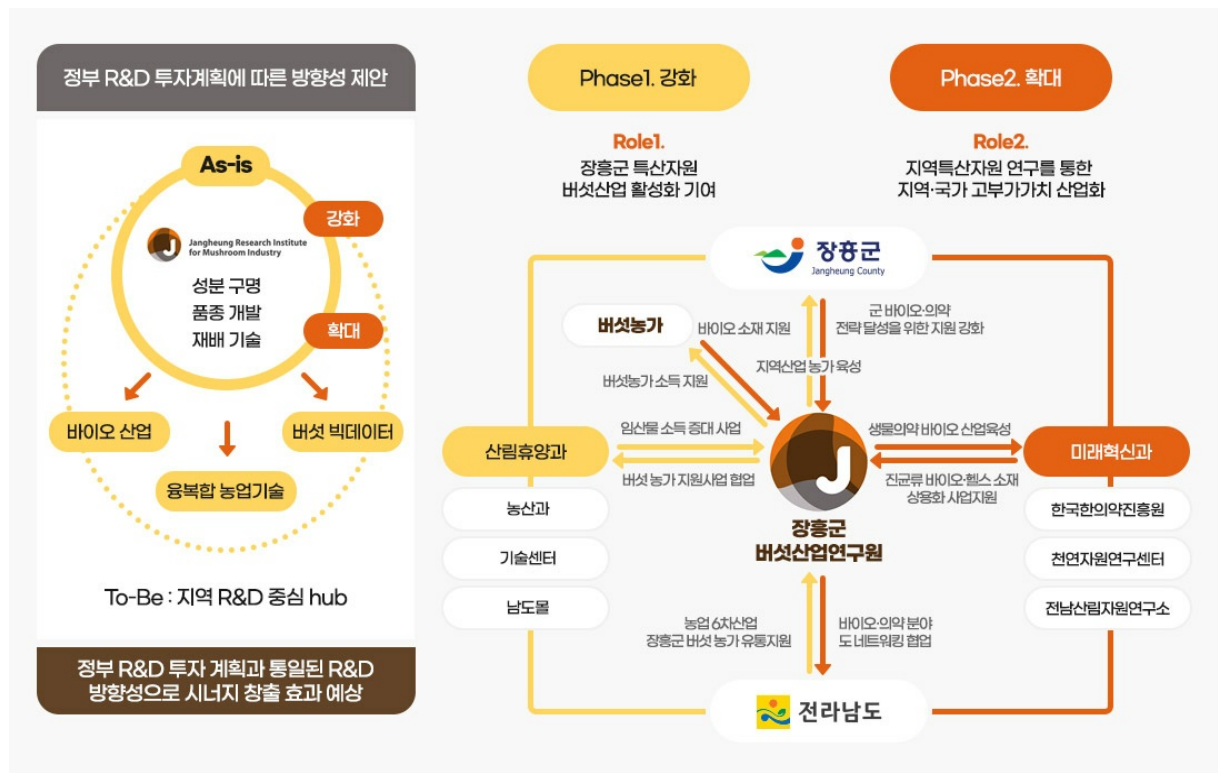 정부 R&D 투자계획에 따른 방향성 제안
As-is
강화
Jangheung Research Institute
for Mushroom Industry
성분 구명
품종 개발
재배 기술
확대
바이오 산업
버섯 빅데이터
융복합 농업기술
To-Be : 지역 R&D 중심 hub
정부 R&D 투자 계획과 통일된 R&D
방향성으로 시너지 창출 효과 예상
Phase1. 강화
Role1.
장흥군 특산자원
버섯산업 활성화 기여
Phase2. 확대
Role2.
지역특산자원 연구를 통한
지역·국가 고부가가치 산업화
장흥군
Jangheung County
버섯농가
바이오 소재 지원
군 바이오·의약
전략 달성을 위한 지원 강화
지역산업 농가 육성
버섯농가 소득 지원
산림휴양과
임산물 소득 증대 사업
버섯 농가 지원사업 협업
농산과
기술센터
남도몰
J
장흥군
버섯산업연구원
생물의약 바이오 산업육성
진균류 바이오·헬스 소재
상용화 사업지원
미래혁신과
한국한의약진흥원
천연자원연구센터
전남산림자원연구소
농업 6차산업
장흥군 버섯 농가 유통지원
바이오·의약 분야
도 네트워킹 협업
전라남도